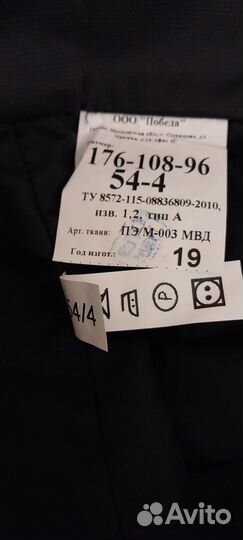 ООО "Победа"
176-108-96
54-4
ТУ 8572-115-08836809-2010,
изв. 1,2, тип А
Арт. ткани: ПЭ/М-003 МВД
Год изгот.: 19
54/4
P
Avito